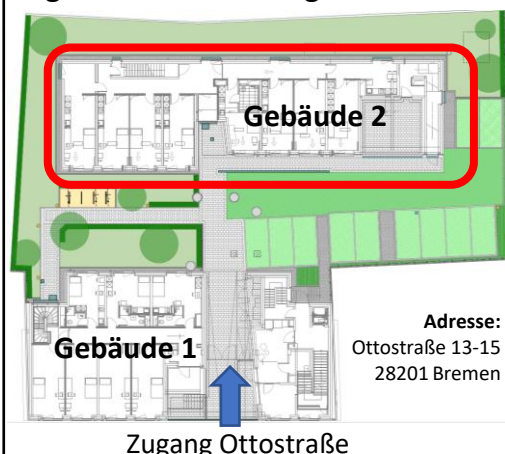 Gebäude 2
Gebäude 1
Adresse:
Ottostraße 13-15
28201 Bremen
Zugang Ottostraße